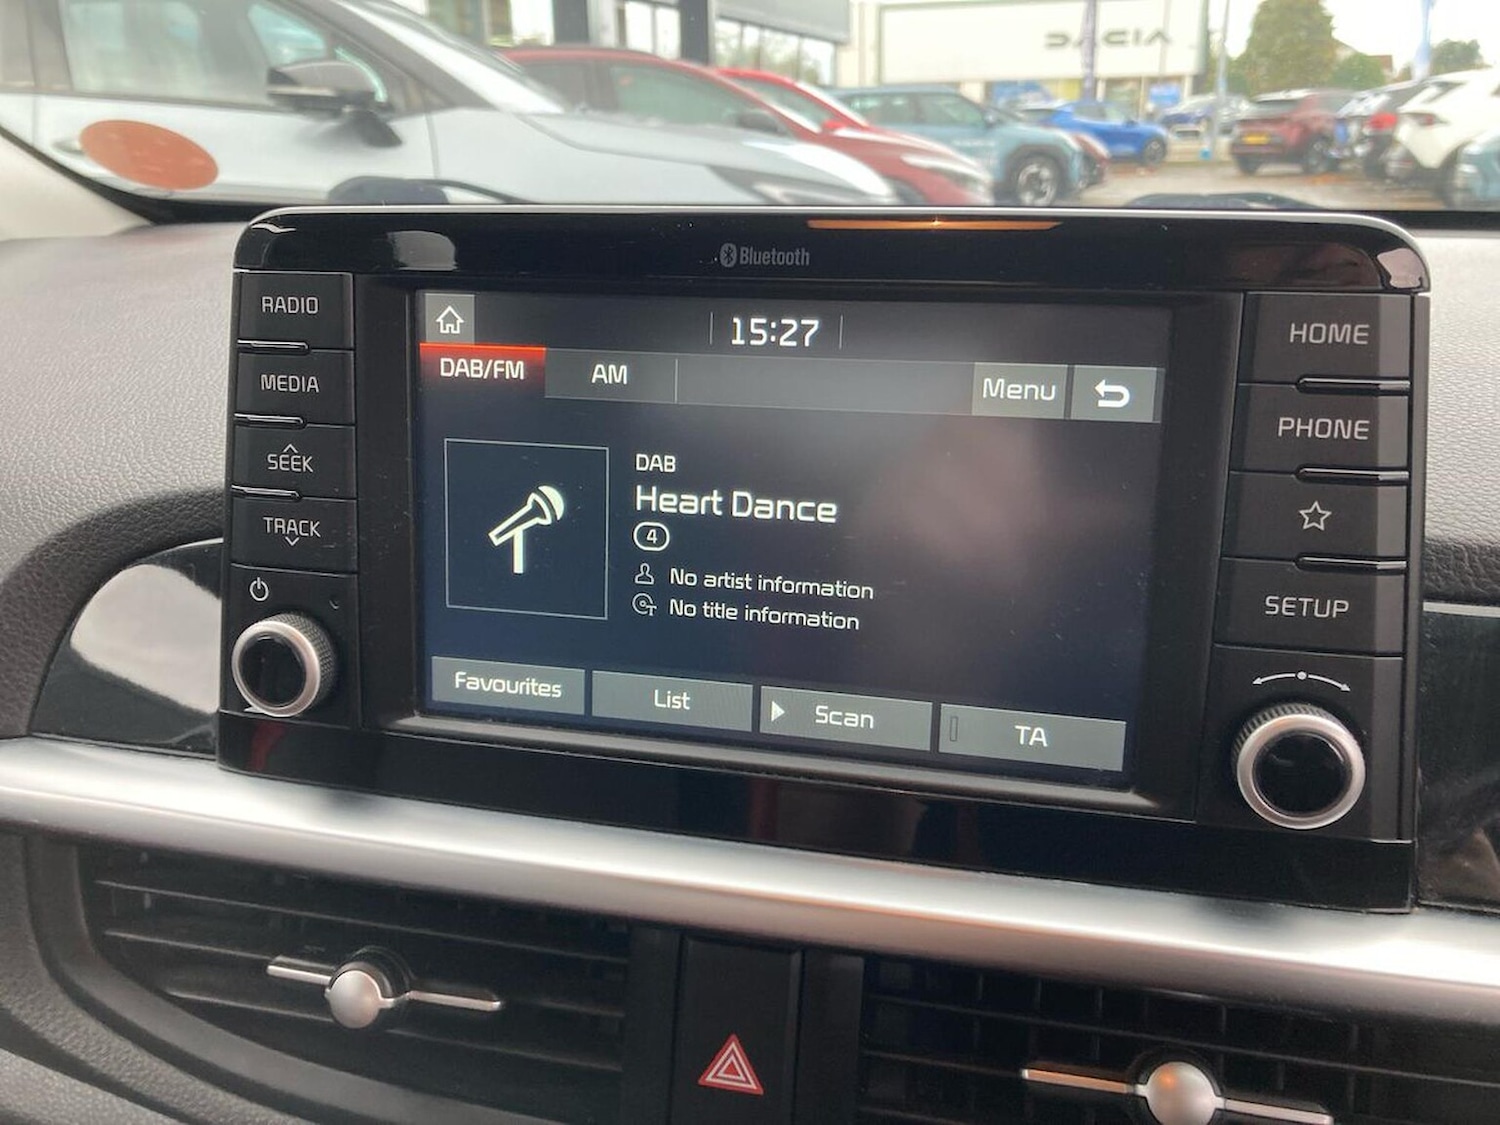 DACIA
Bluetooth
RADIO
MEDIA
SEEK
TRACK
15:27
DAB/FM
AM
Menu
DAB
Heart Dance
4
No artist information
No title information
Favourites
List
Scan
TA
HOME
PHONE
SETUP